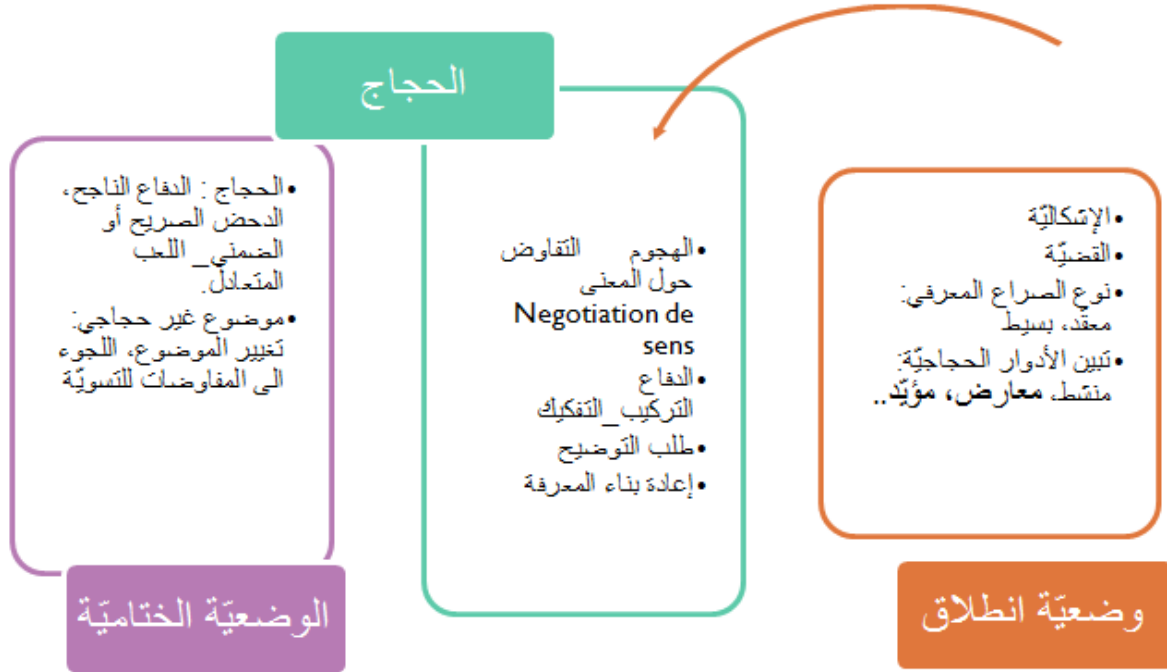 الحجاج
•الإشكاليّة
•القضيّة
•نوع الصراع المعرفي:
معقّد، بسيط
•تبين الأدوار الحجاجيّة:
منشط، معارض، مؤيّد..
وضعيّة انطلاق
•الهجوم التفاوض
حول المعنى
Negotiation de
sens
•الدفاع
التركيب_التفكيك
•طلب التوضيح
•إعادة بناء المعرفة
•الحجاج : الدفاع الناجح،
الدحض الصريح أو
الضمني_ اللعب
المتعادل.
•موضوع غير حجاجي:
تغيير الموضوع، اللجوء
الى المفاوضات للتسويّة
الوضعيّة الختاميّة